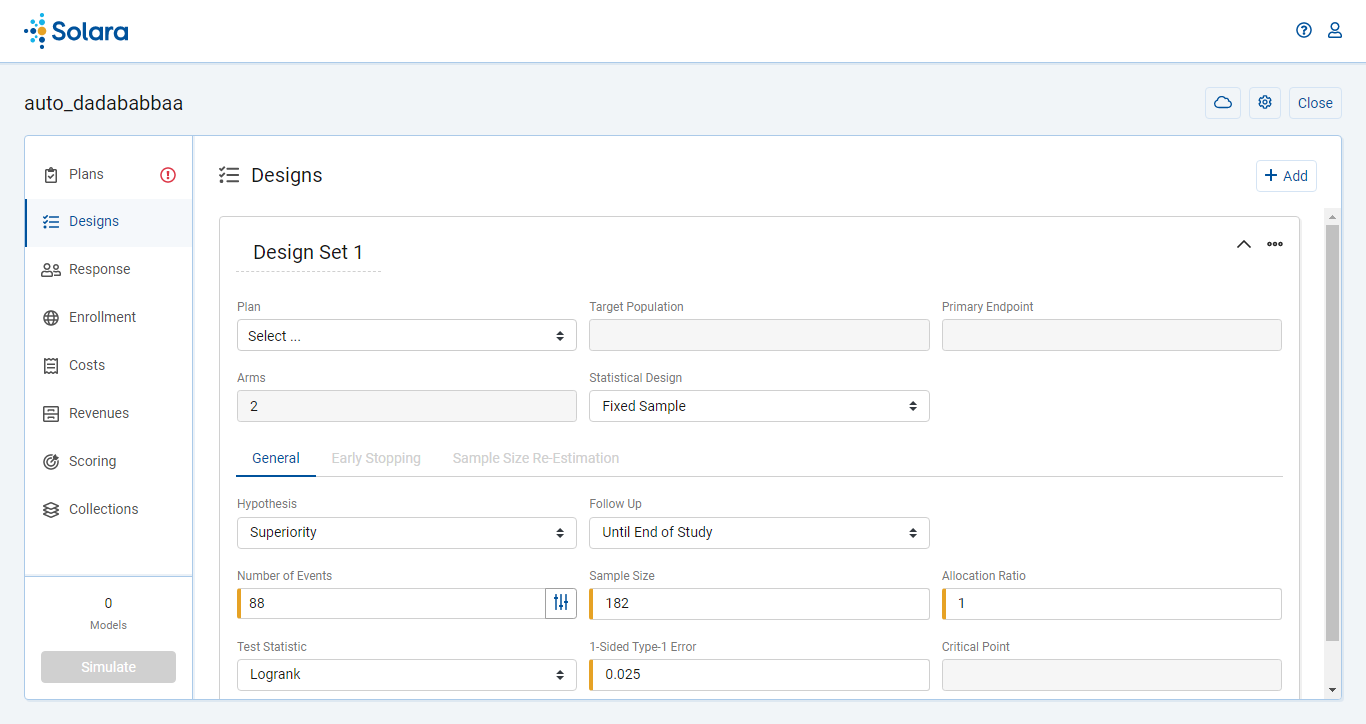 Solara
auto_dadababbaa
Close
Plans
Designs
Response
Enrollment
Costs
Revenues
Scoring
Collections
0
Models
Simulate
Designs
Add
Design Set 1
Plan
Target Population
Primary Endpoint
Select ...
Arms
Statistical Design
2
Fixed Sample
General
Early Stopping
Sample Size Re-Estimation
Hypothesis
Follow Up
Superiority
Until End of Study
Number of Events
Sample Size
Allocation Ratio
88
182
1
Test Statistic
1-Sided Type-1 Error
Critical Point
Logrank
0.025